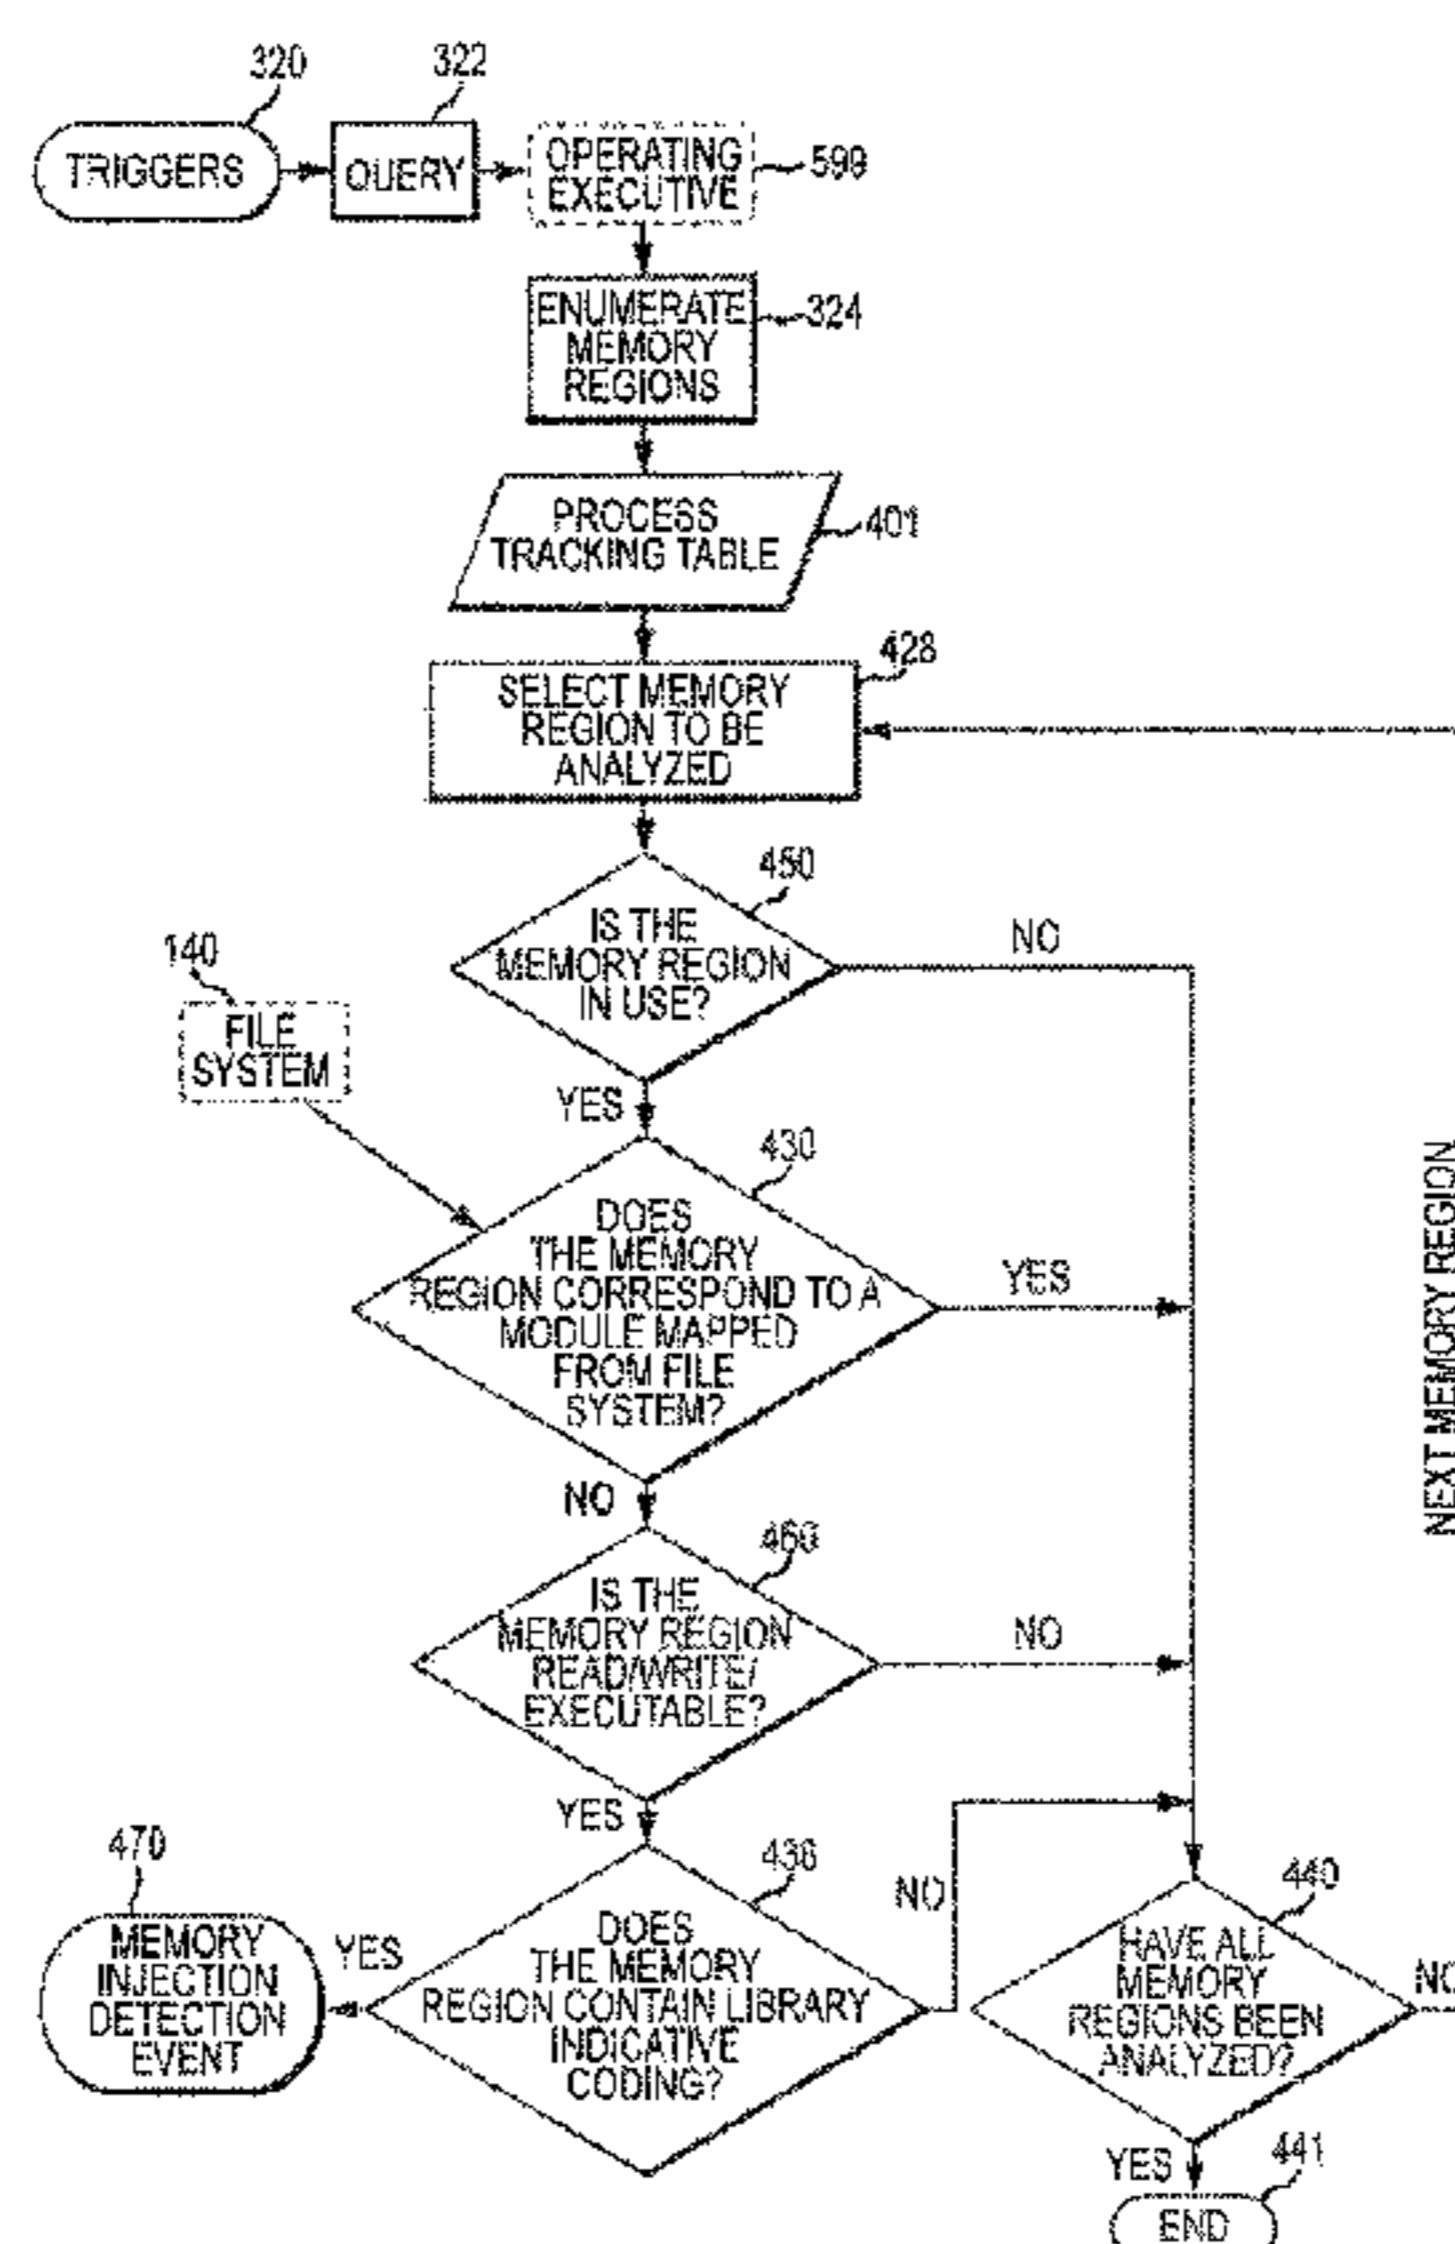 320
322
TRIGGERS
QUERY
OPERATING
EXECUTIVE
599
ENUMERATE
MEMORY
REGIONS
324
PROCESS
TRACKING TABLE
401
428
SELECT MEMORY
REGION TO BE
ANALYZED
450
IS THE
MEMORY REGION
IN USE?
NO
140
FILE
SYSTEM
YES
430
DOES
THE MEMORY
REGION CORRESPOND TO A
MODULE MAPPED
FROM FILE
SYSTEM?
YES
NEXT MEMORY REGION
NO
460
IS THE
MEMORY REGION
READ/WRITE/
EXECUTABLE?
NO
YES
470
MEMORY
INJECTION
DETECTION
EVENT
YES
436
DOES
THE MEMORY
REGION CONTAIN LIBRARY
INDICATIVE
CODING?
NO
440
HAVE ALL
MEMORY
REGIONS BEEN
ANALYZED?
NO
YES
441
END